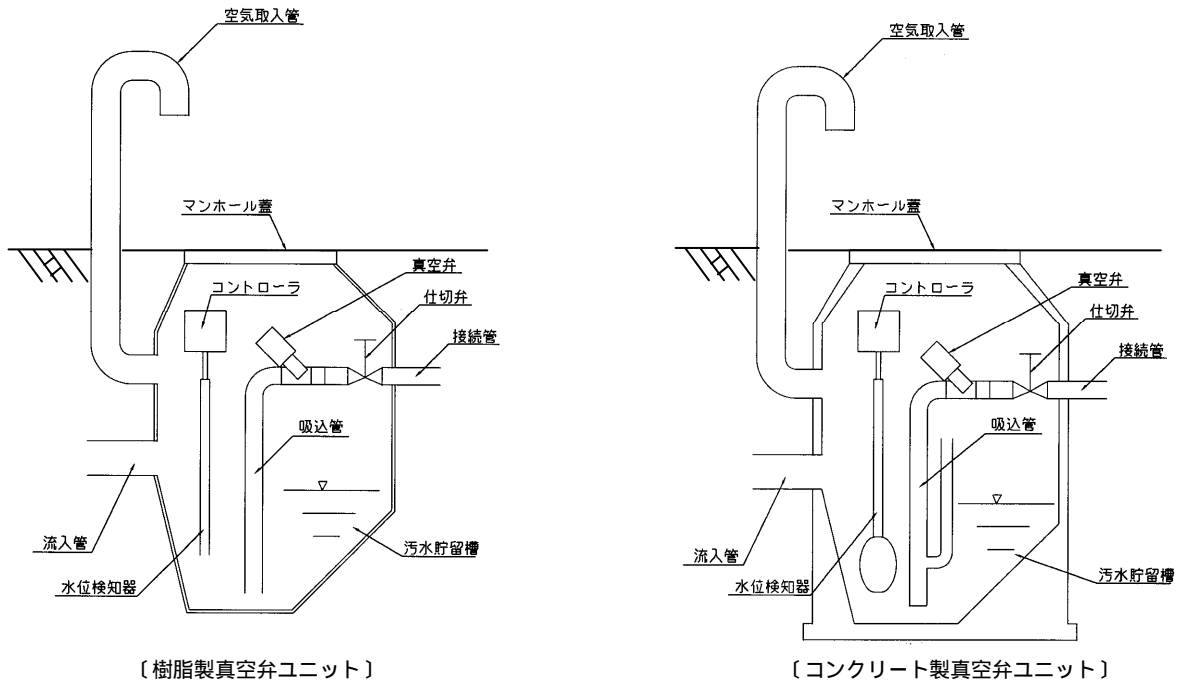 空気取入管
マンホール蓋
真空弁
コントローラ
仕切弁
接続管
吸込管
流入管
汚水貯留槽
水位検知器
〔樹脂製真空弁ユニット〕
空気取入管
マンホール蓋
真空弁
コントローラ
仕切弁
接続管
吸込管
流入管
汚水貯留槽
水位検知器
〔コンクリート製真空弁ユニット〕